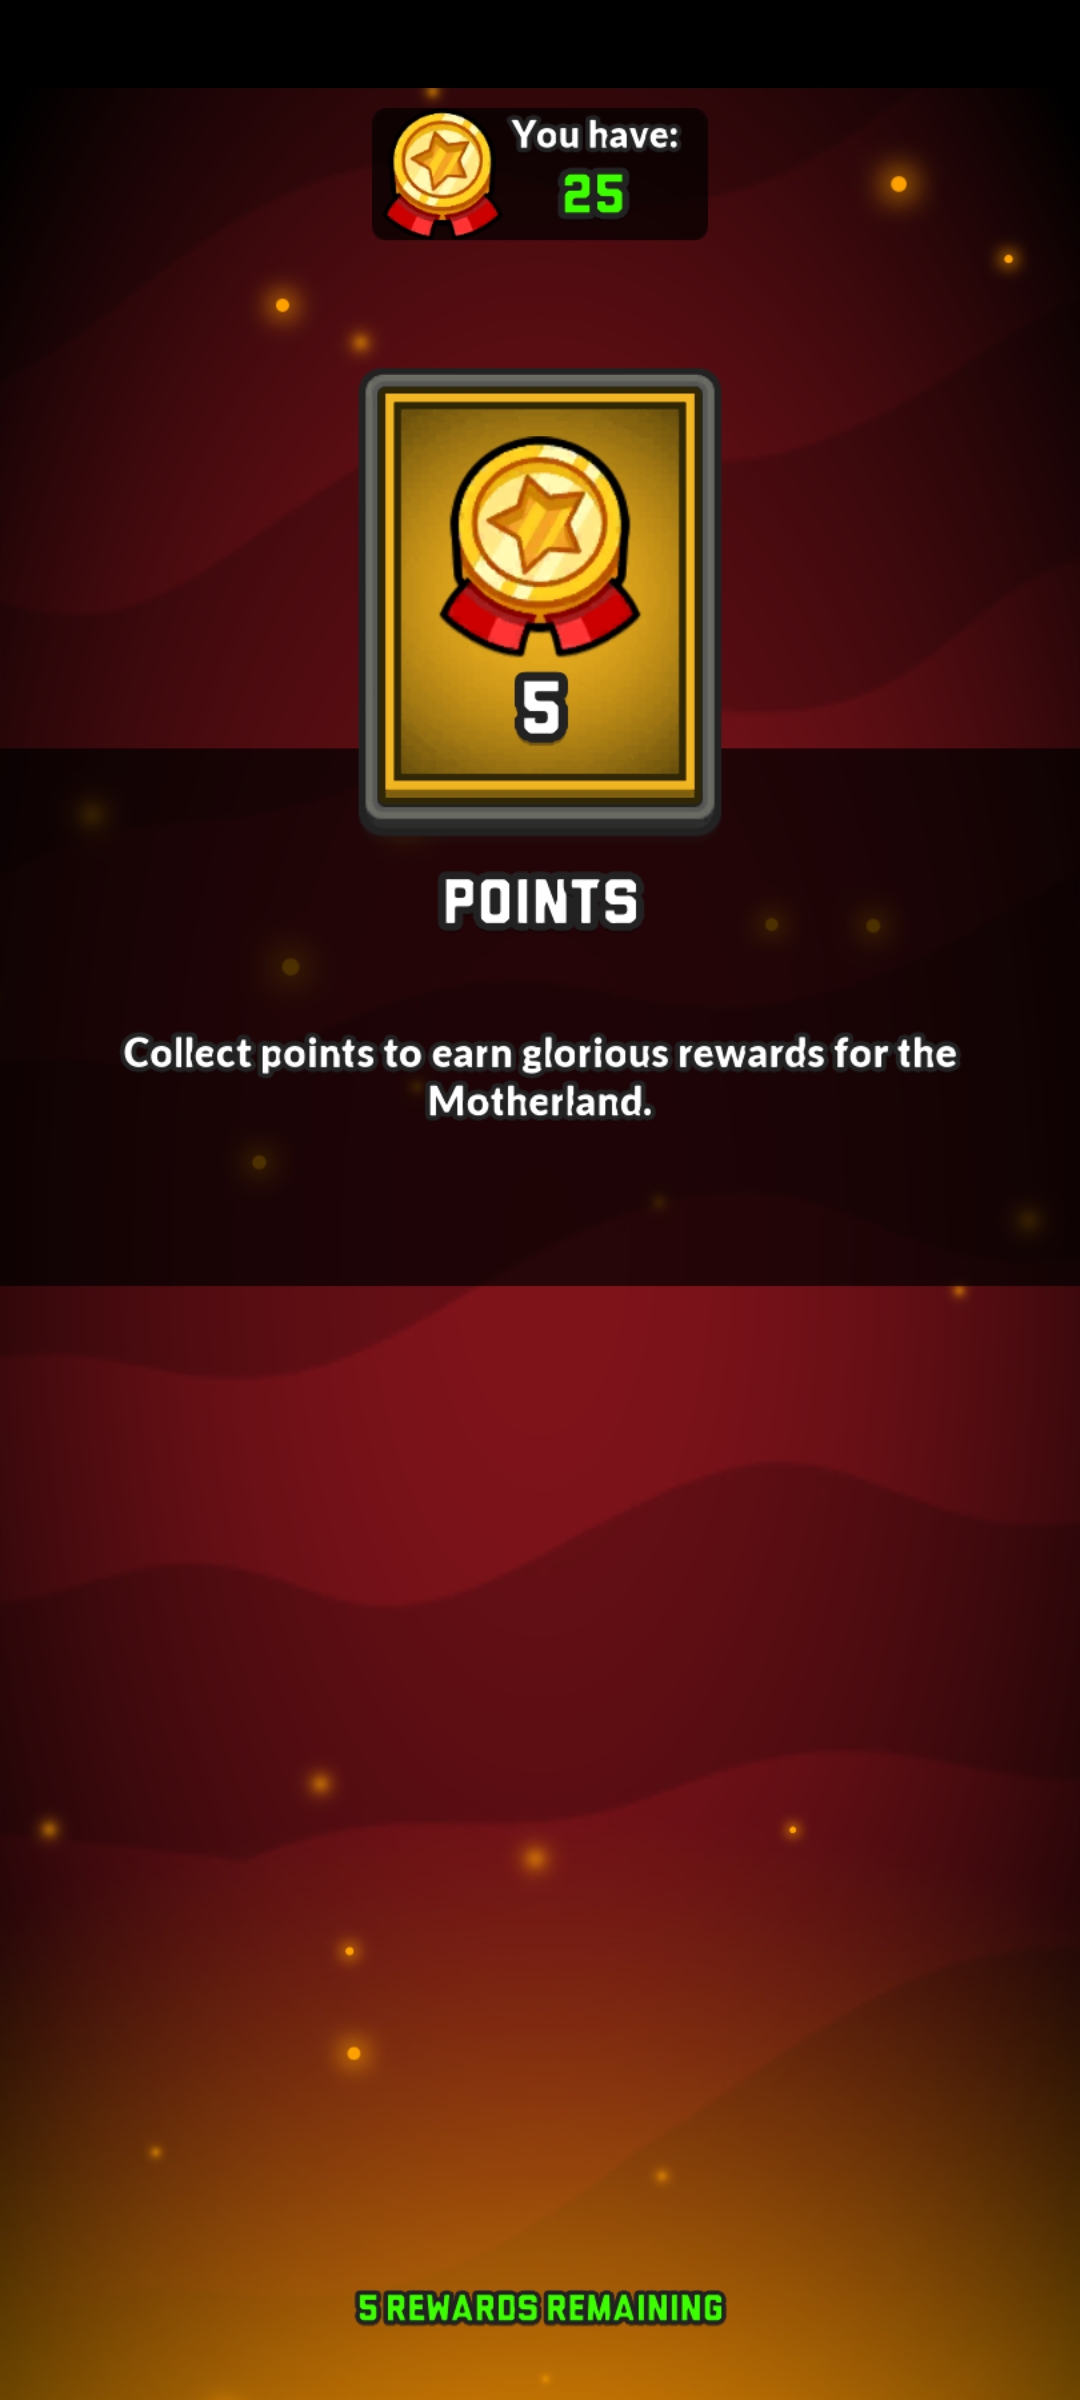 You have:
25
5
POINTS
Collect points to earn glorious rewards for the
Motherland.
5 REWARDS REMAINING